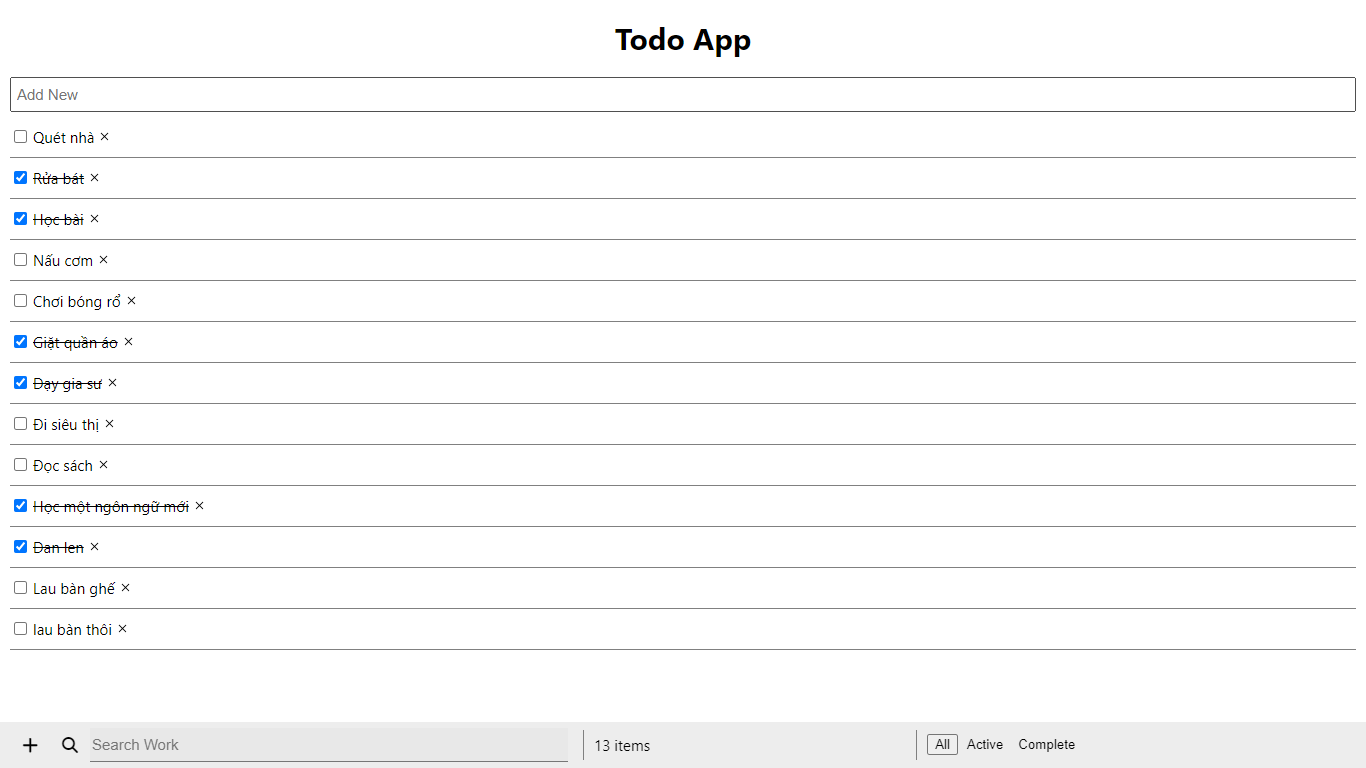 Todo App
Add New
Quét nhà ×
Rửa bát ×
Học bài ×
Nấu cơm ×
Chơi bóng rổ ×
Giặt quần áo ×
Dạy gia sư ×
Đi siêu thị ×
Đọc sách ×
Học một ngôn ngữ mới ×
Đan len ×
Lau bàn ghế ×
lau bàn thôi ×
+ Search Work 13 items All Active Complete